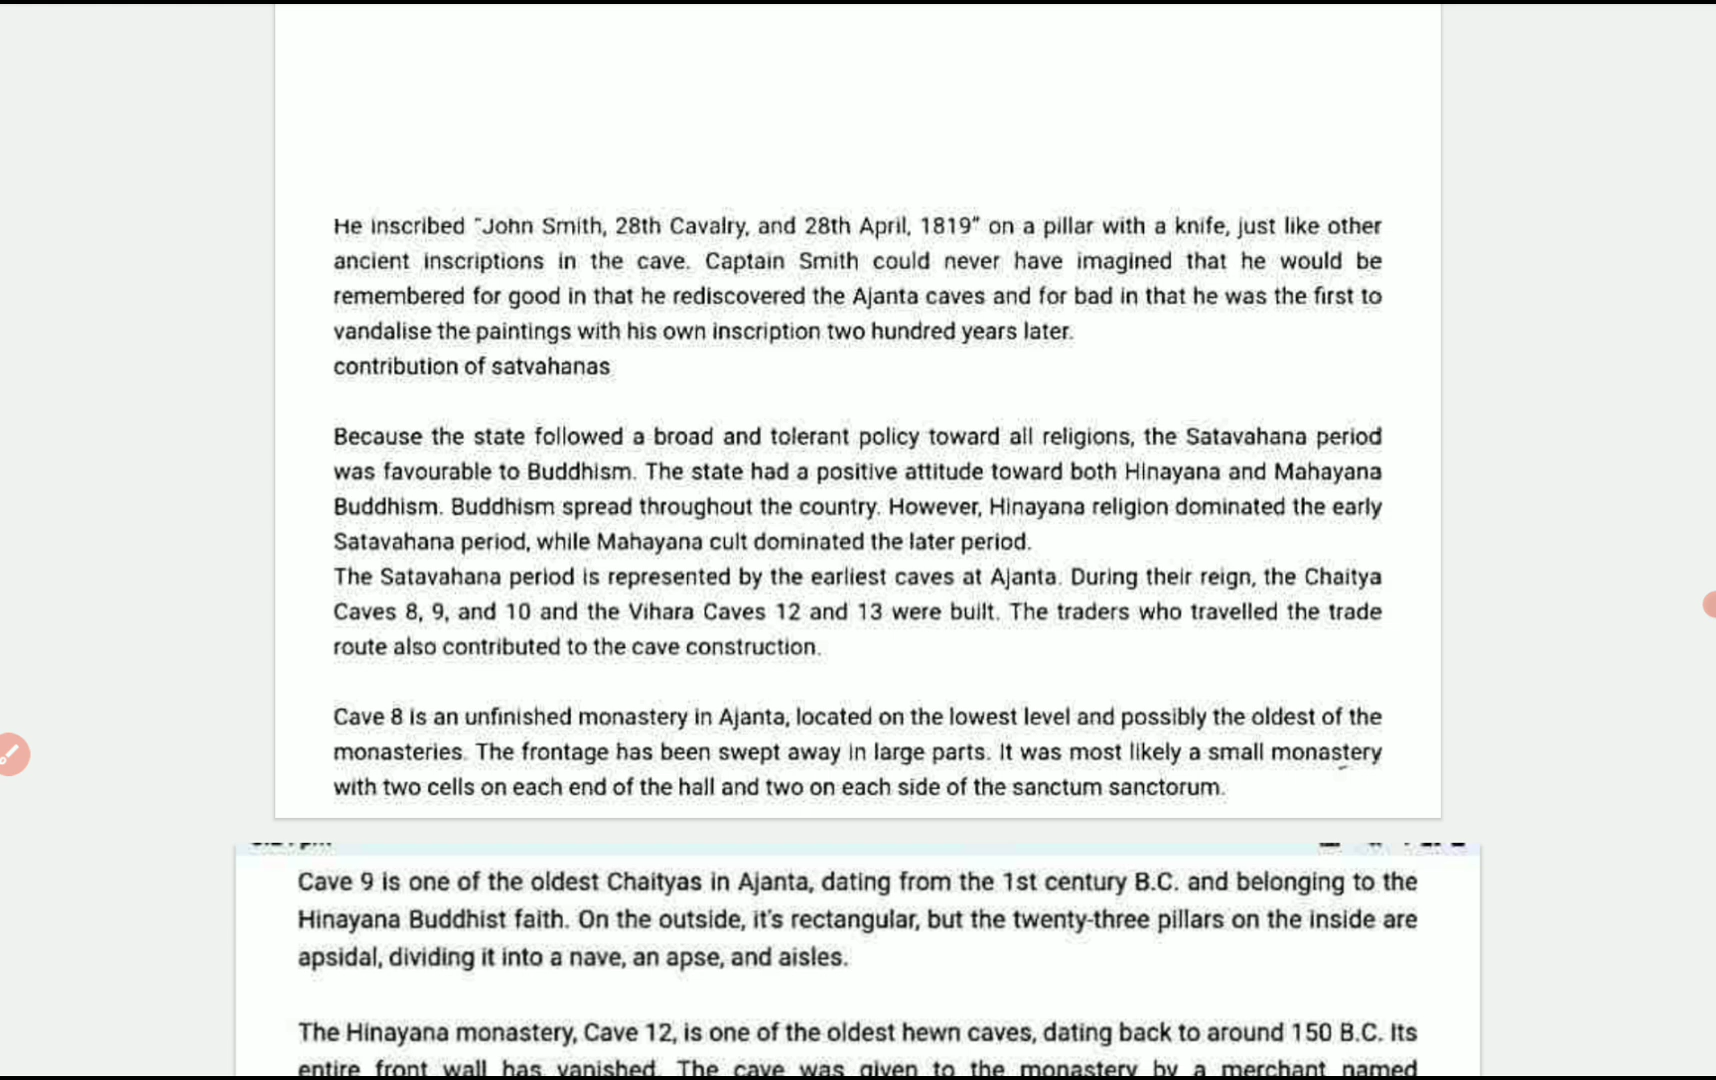 He inscribed "John Smith, 28th Cavalry, and 28th April, 1819" on a pillar with a knife, just like other
ancient inscriptions in the cave. Captain Smith could never have imagined that he would be
remembered for good in that he rediscovered the Ajanta caves and for bad in that he was the first to
vandalise the paintings with his own inscription two hundred years later.
contribution of satvahanas
Because the state followed a broad and tolerant policy toward all religions, the Satavahana period
was favourable to Buddhism. The state had a positive attitude toward both Hinayana and Mahayana
Buddhism. Buddhism spread throughout the country. However, Hinayana religion dominated the early
Satavahana period, while Mahayana cult dominated the later period.
The Satavahana period is represented by the earliest caves at Ajanta. During their reign, the Chaitya
Caves 8, 9, and 10 and the Vihara Caves 12 and 13 were built. The traders who travelled the trade
route also contributed to the cave construction.
Cave 8 is an unfinished monastery in Ajanta, located on the lowest level and possibly the oldest of the
monasteries. The frontage has been swept away in large parts. It was most likely a small monastery
with two cells on each end of the hall and two on each side of the sanctum sanctorum.
Cave 9 is one of the oldest Chaityas in Ajanta, dating from the 1st century B.C. and belonging to the
Hinayana Buddhist faith. On the outside, it's rectangular, but the twenty-three pillars on the inside are
apsidal, dividing it into a nave, an apse, and aisles.
The Hinayana monastery, Cave 12, is one of the oldest hewn caves, dating back to around 150 B.C. Its
entire front wall has vanished. The cave was given to the monastery by a merchant named